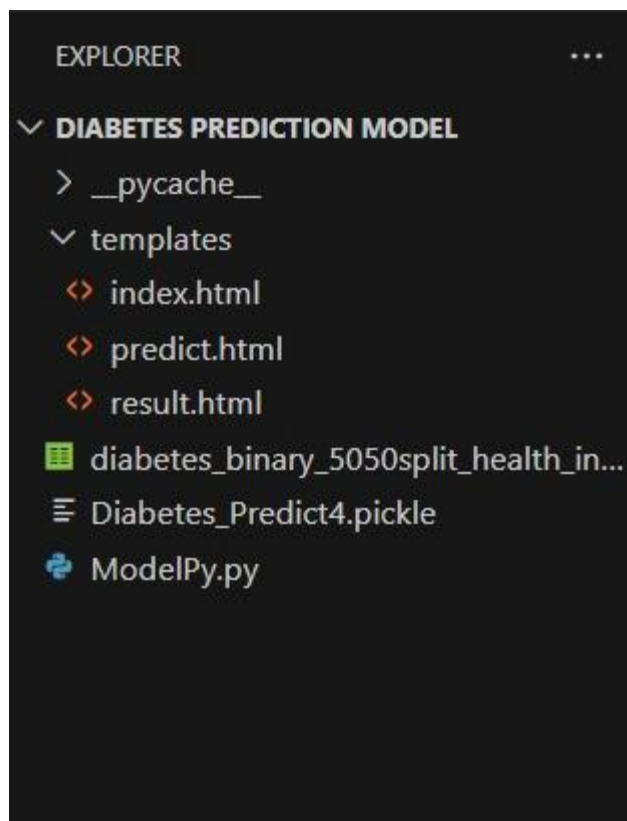 EXPLORER ...
DIABETES PREDICTION MODEL
__pycache__
templates
index.html
predict.html
result.html
diabetes_binary_5050split_health_in...
Diabetes_Predict4.pickle
ModelPy.py